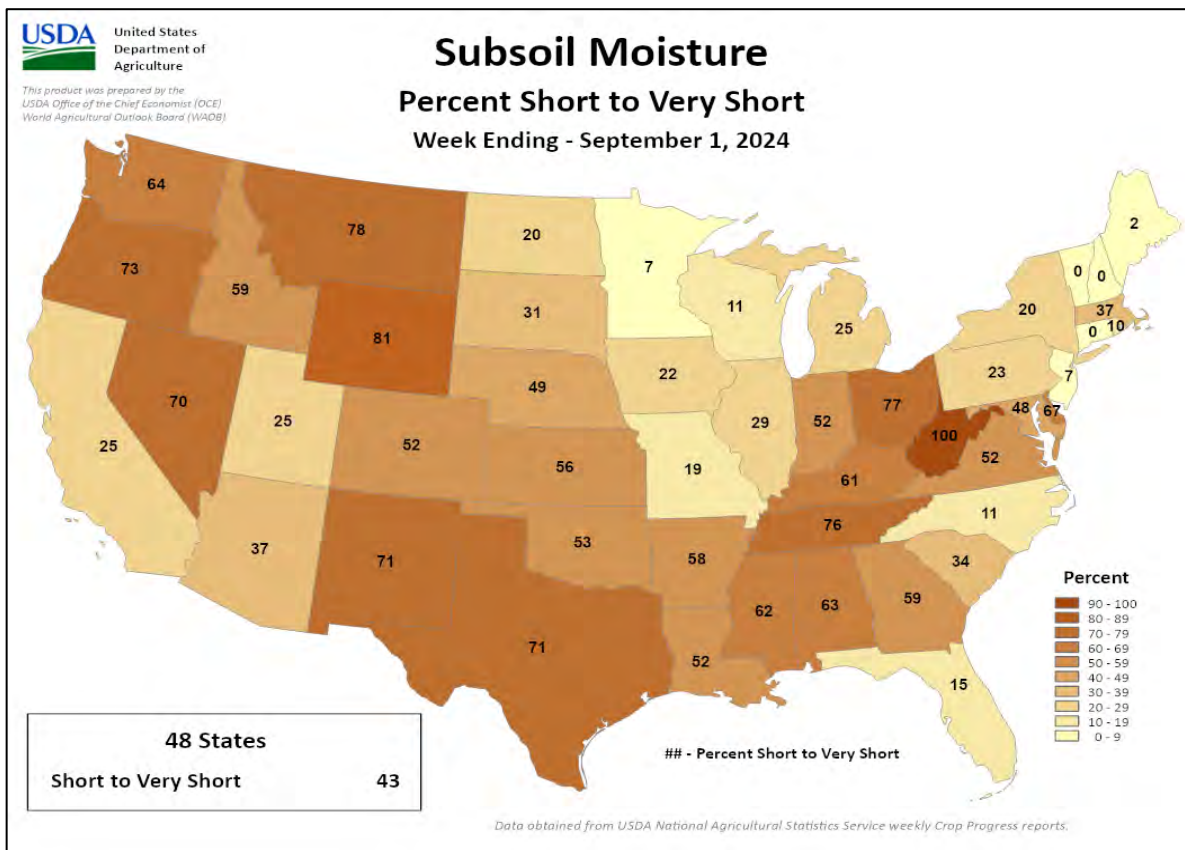 USDA
United States
Department of
Agriculture
This product was prepared by the
USDA Office of the Chief Economist (OCE)
World Agricultural Outlook Board (WAOB)
Subsoil Moisture
Percent Short to Very Short
Week Ending - September 1, 2024
64
78
20
7
2
73
59
31
11
25
20
0
0
37
0
10
81
49
22
23
7
70
25
52
56
29
52
77
100
48
67
25
19
61
52
37
71
53
58
76
11
34
71
52
62
63
59
15
Percent
90 - 100
80 - 89
70 - 79
60 - 69
50 - 59
40 - 49
30 - 39
20 - 29
10 - 19
0 - 9
48 States
Short to Very Short 43
## - Percent Short to Very Short
Data obtained from USDA National Agricultural Statistics Service weekly Crop Progress reports.